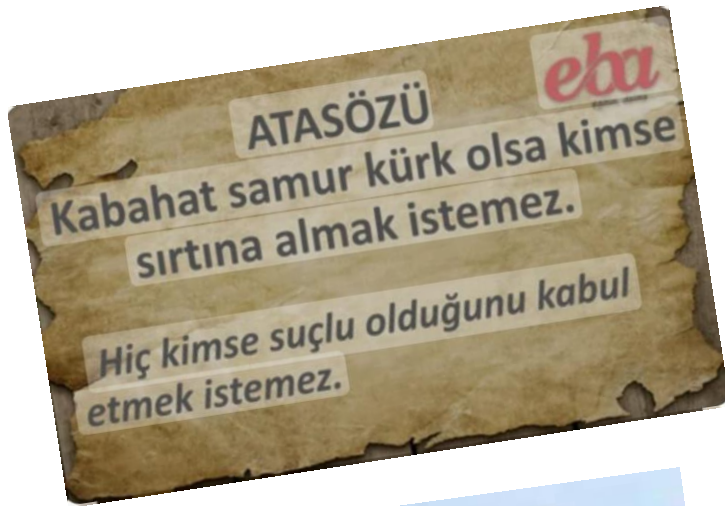 eba
ATASÖZÜ
Kabahat samur kürk olsa kimse
sırtına almak istemez.
Hiç kimse suçlu olduğunu kabul
etmek istemez.